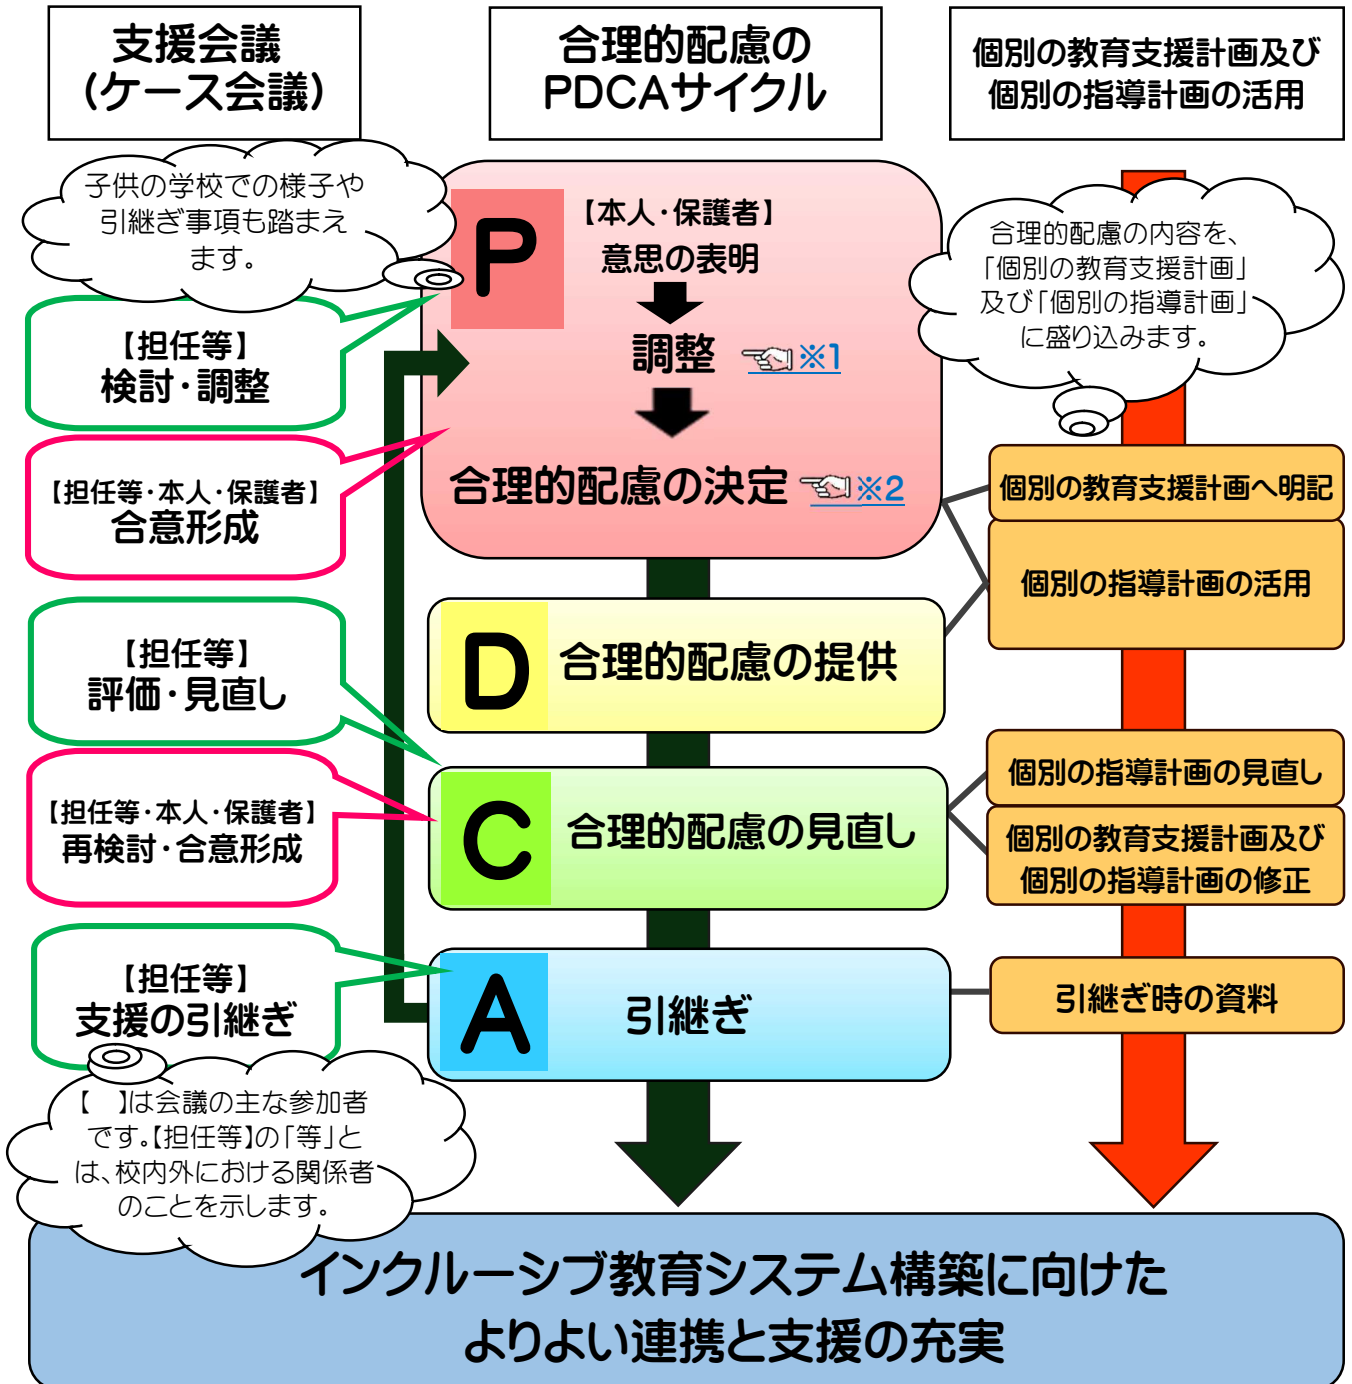 支援会議
（ケース会議）
合理的配慮の
PDCAサイクル
個別の教育支援計画及び
個別の指導計画の活用
子供の学校での様子や
引継ぎ事項も踏まえ
ます。
【担任等】
検討・調整
【担任等・本人・保護者】
合意形成
【担任等】
評価・見直し
【担任等・本人・保護者】
再検討・合意形成
【担任等】
支援の引継ぎ
【　】は会議の主な参加者
です。【担任等】の「等」と
は、校内外における関係者
のことを示します。
P
【本人・保護者】
意思の表明
調整 ※1
合理的配慮の決定 ※2
D
合理的配慮の提供
C
合理的配慮の見直し
A
引継ぎ
合理的配慮の内容を、
「個別の教育支援計画」
及び「個別の指導計画」
に盛り込みます。
個別の教育支援計画へ明記
個別の指導計画の活用
個別の指導計画の見直し
個別の教育支援計画及び
個別の指導計画の修正
引継ぎ時の資料
インクルーシブ教育システム構築に向けた
よりよい連携と支援の充実